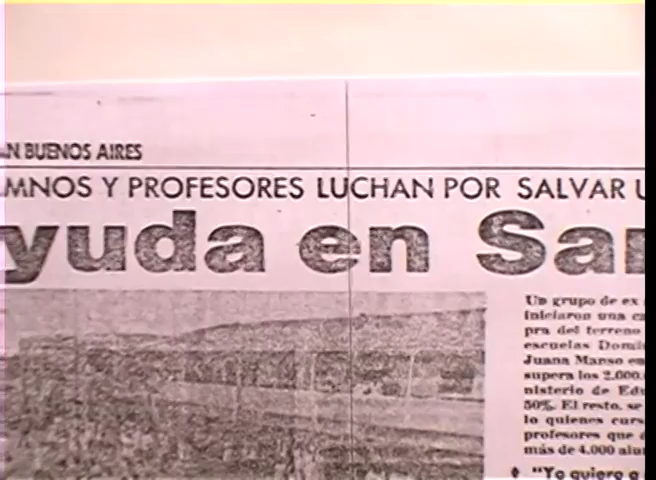 AN BUENOS AIRES
MNOS Y PROFESORES LUCHAN POR SALVAR U
yuda en Sa
Un grupo de ex
iniciaron una ca
pra del terreno
escuelas Domi
Juana Manso en
supera los 2.000.
nisterio de Edu
50%. El resto, se
lo quienes curs
profesores que
más de 4.000 alu
"Yo quiero a